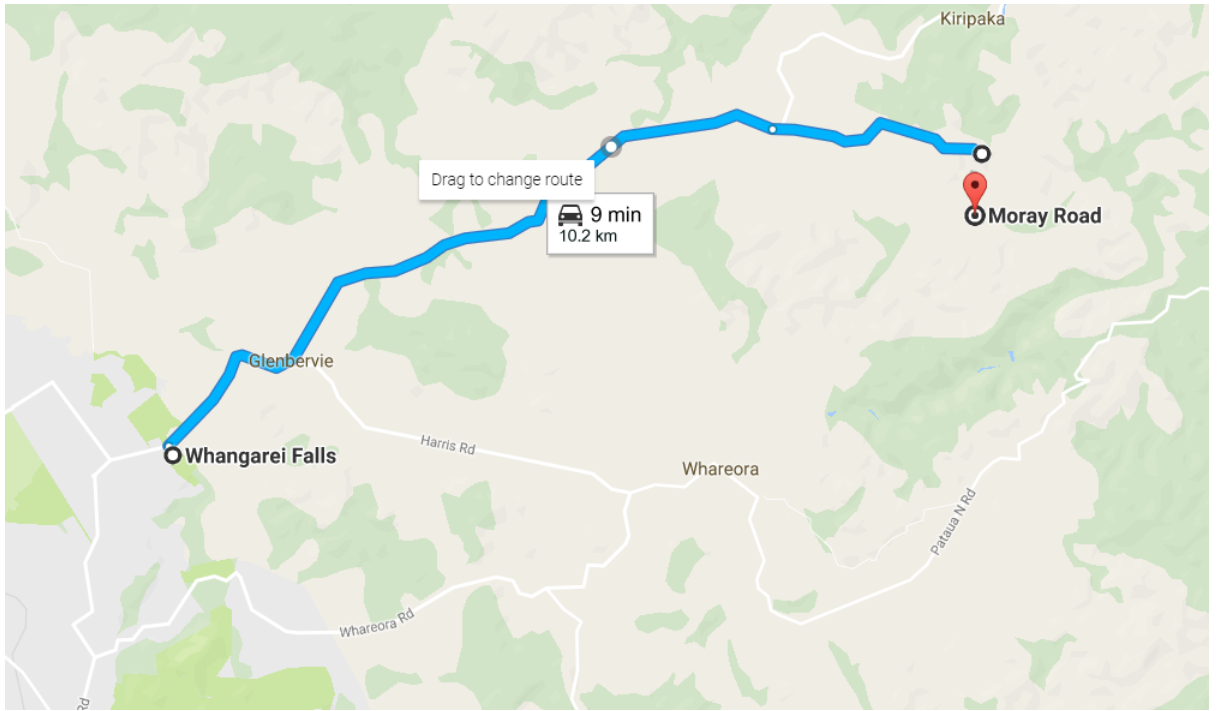 Kiripaka
Drag to change route
9 min
10.2 km
Moray Road
Glenbervie
Harris Rd
Whangarei Falls
Whareora
Pataua N Rd
Whareora Rd
Rd